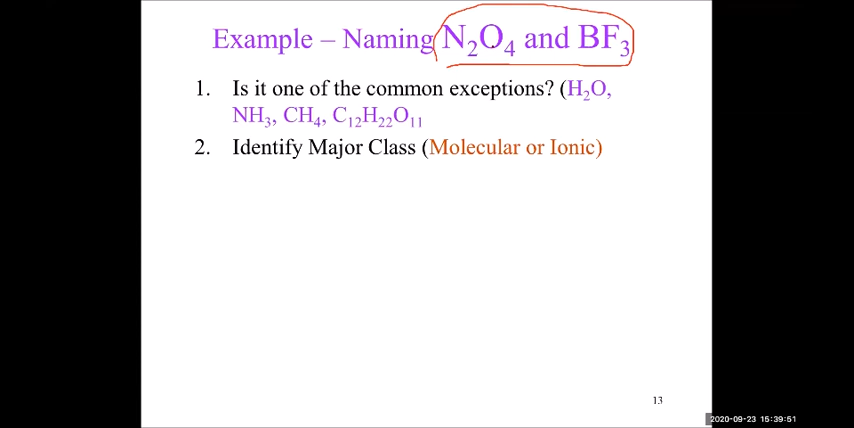 Example – Naming N₂O₄ and BF₃
1. Is it one of the common exceptions? (H₂O,
NH₃, CH₄, C₁₂H₂₂O₁₁
2. Identify Major Class (Molecular or Ionic)
13
2020-09-23 15:39:51